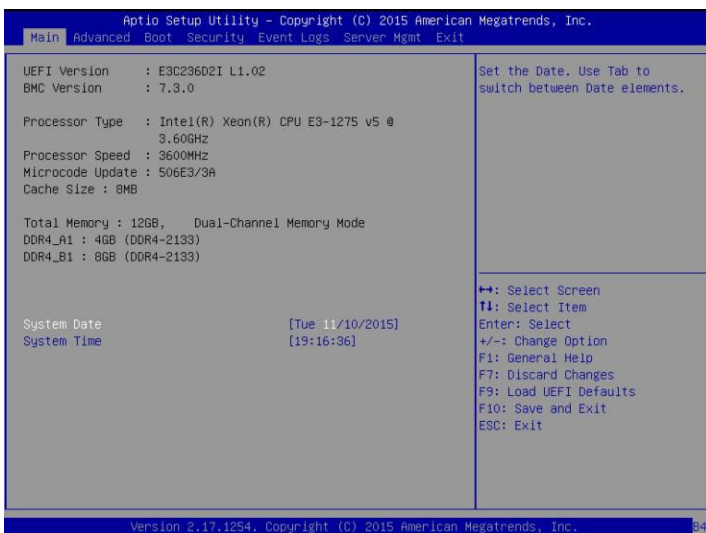 Aptio Setup Utility – Copyright (C) 2015 American Megatrends, Inc.
Main Advanced Boot Security Event Logs Server Mgmt Exit
UEFI Version : E3C236D2I L1.02
BMC Version : 7.3.0
Processor Type : Intel(R) Xeon(R) CPU E3-1275 v5 @
3.60GHz
Processor Speed : 3600MHz
Microcode Update : 506E3/3A
Cache Size : 8MB
Total Memory : 12GB, Dual-Channel Memory Mode
DDR4_A1 : 4GB (DDR4-2133)
DDR4_B1 : 8GB (DDR4-2133)
System Date [Tue 11/10/2015]
System Time [19:16:36]
Set the Date. Use Tab to
switch between Date elements.
↔: Select Screen
↑↓: Select Item
Enter: Select
+/-: Change Option
F1: General Help
F7: Discard Changes
F9: Load UEFI Defaults
F10: Save and Exit
ESC: Exit
Version 2.17.1254. Copyright (C) 2015 American Megatrends, Inc.
B4